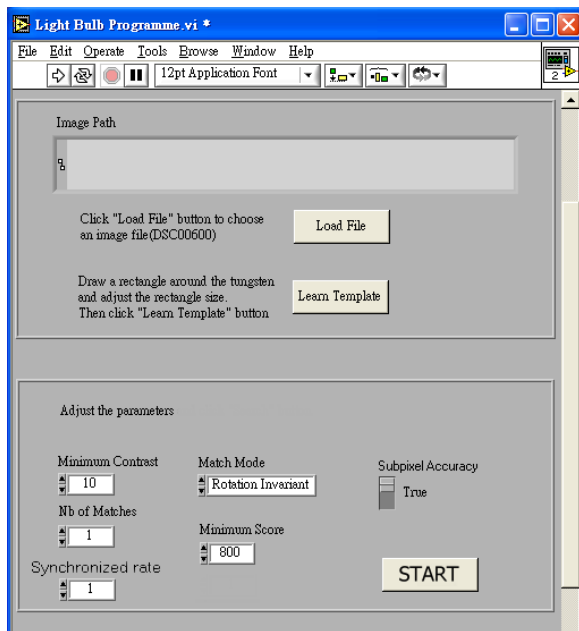 Light Bulb Programme.vi *
File Edit Operate Tools Browse Window Help
12pt Application Font
2
Image Path
Click "Load File" button to choose
an image file(DSC00600)
Load File
Draw a rectangle around the tungsten
and adjust the rectangle size.
Then click "Learn Template" button
Learn Template
Adjust the parameters
Minimum Contrast
10
Match Mode
Rotation Invariant
Subpixel Accuracy
True
Nb of Matches
1
Minimum Score
800
Synchronized rate
1
START